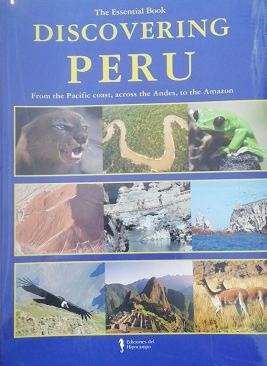 The Essential Book
DISCOVERING
PERU
From the Pacific coast, across the Andes, to the Amazon
Ediciones del
Hipocampo